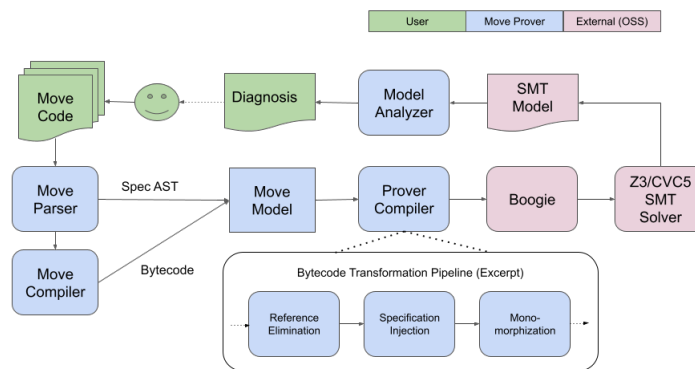 User
Move Prover
External (OSS)
Move
Code
Diagnosis
Model
Analyzer
SMT
Model
Move
Parser
Spec AST
Move
Model
Prover
Compiler
Boogie
Z3/CVC5
SMT
Solver
Move
Compiler
Bytecode
Bytecode Transformation Pipeline (Excerpt)
Reference
Elimination
Specification
Injection
Mono-
morphization